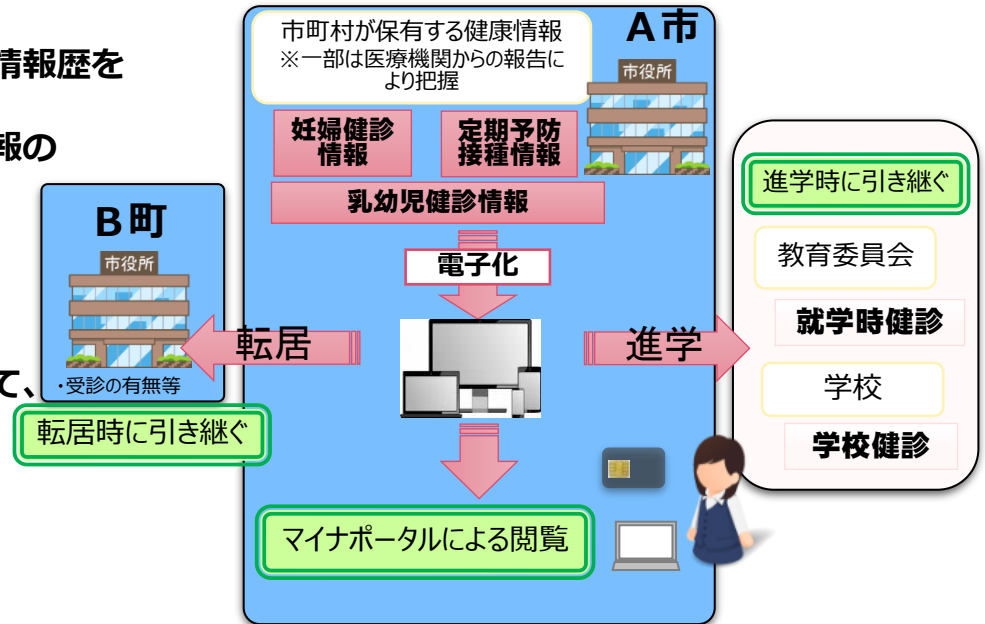 情報歴を
報の
て、
市町村が保有する健康情報
※一部は医療機関からの報告に
より把握
A市
市役所
妊婦健診
情報
定期予防
接種情報
乳幼児健診情報
電子化
B町
市役所
・受診の有無等
転居時に引き継ぐ
転居
進学
マイナポータルによる閲覧
進学時に引き継ぐ
教育委員会
就学時健診
学校
学校健診